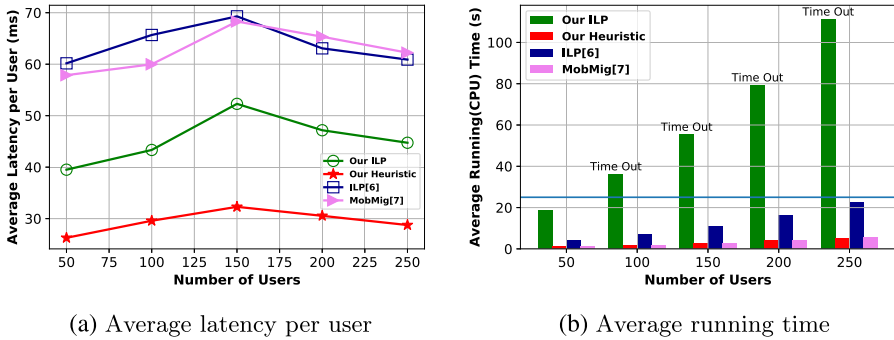 Average Latency per User (ms)
70
60
50
40
30
Our ILP
Our Heuristic
ILP[6]
MobMig[7]
50
75
100
125
150
175
200
225
250
Number of Users
(a) Average latency per user
Average Running(CPU) Time (s)
100
80
60
40
20
0
Our ILP
Our Heuristic
ILP[6]
MobMig[7]
Time Out
Time Out
Time Out
Time Out
50
100
150
200
250
Number of Users
(b) Average running time